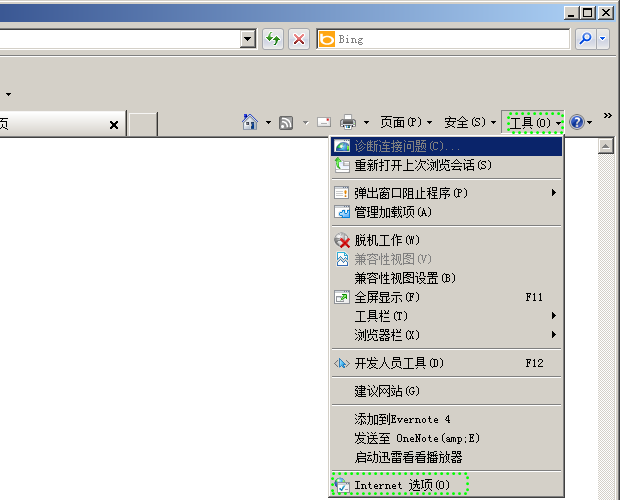 Bing
页
页面(P)
安全(S)
工具(O)
诊断连接问题(C)...
重新打开上次浏览会话(S)
弹出窗口阻止程序(P)
管理加载项(A)
脱机工作(W)
兼容性视图(V)
兼容性视图设置(B)
全屏显示(F) F11
工具栏(T)
浏览器栏(X)
开发人员工具(D) F12
建议网站(G)
添加到Evernote 4
发送至 OneNote(amp;E)
启动迅雷看看播放器
Internet 选项(O)